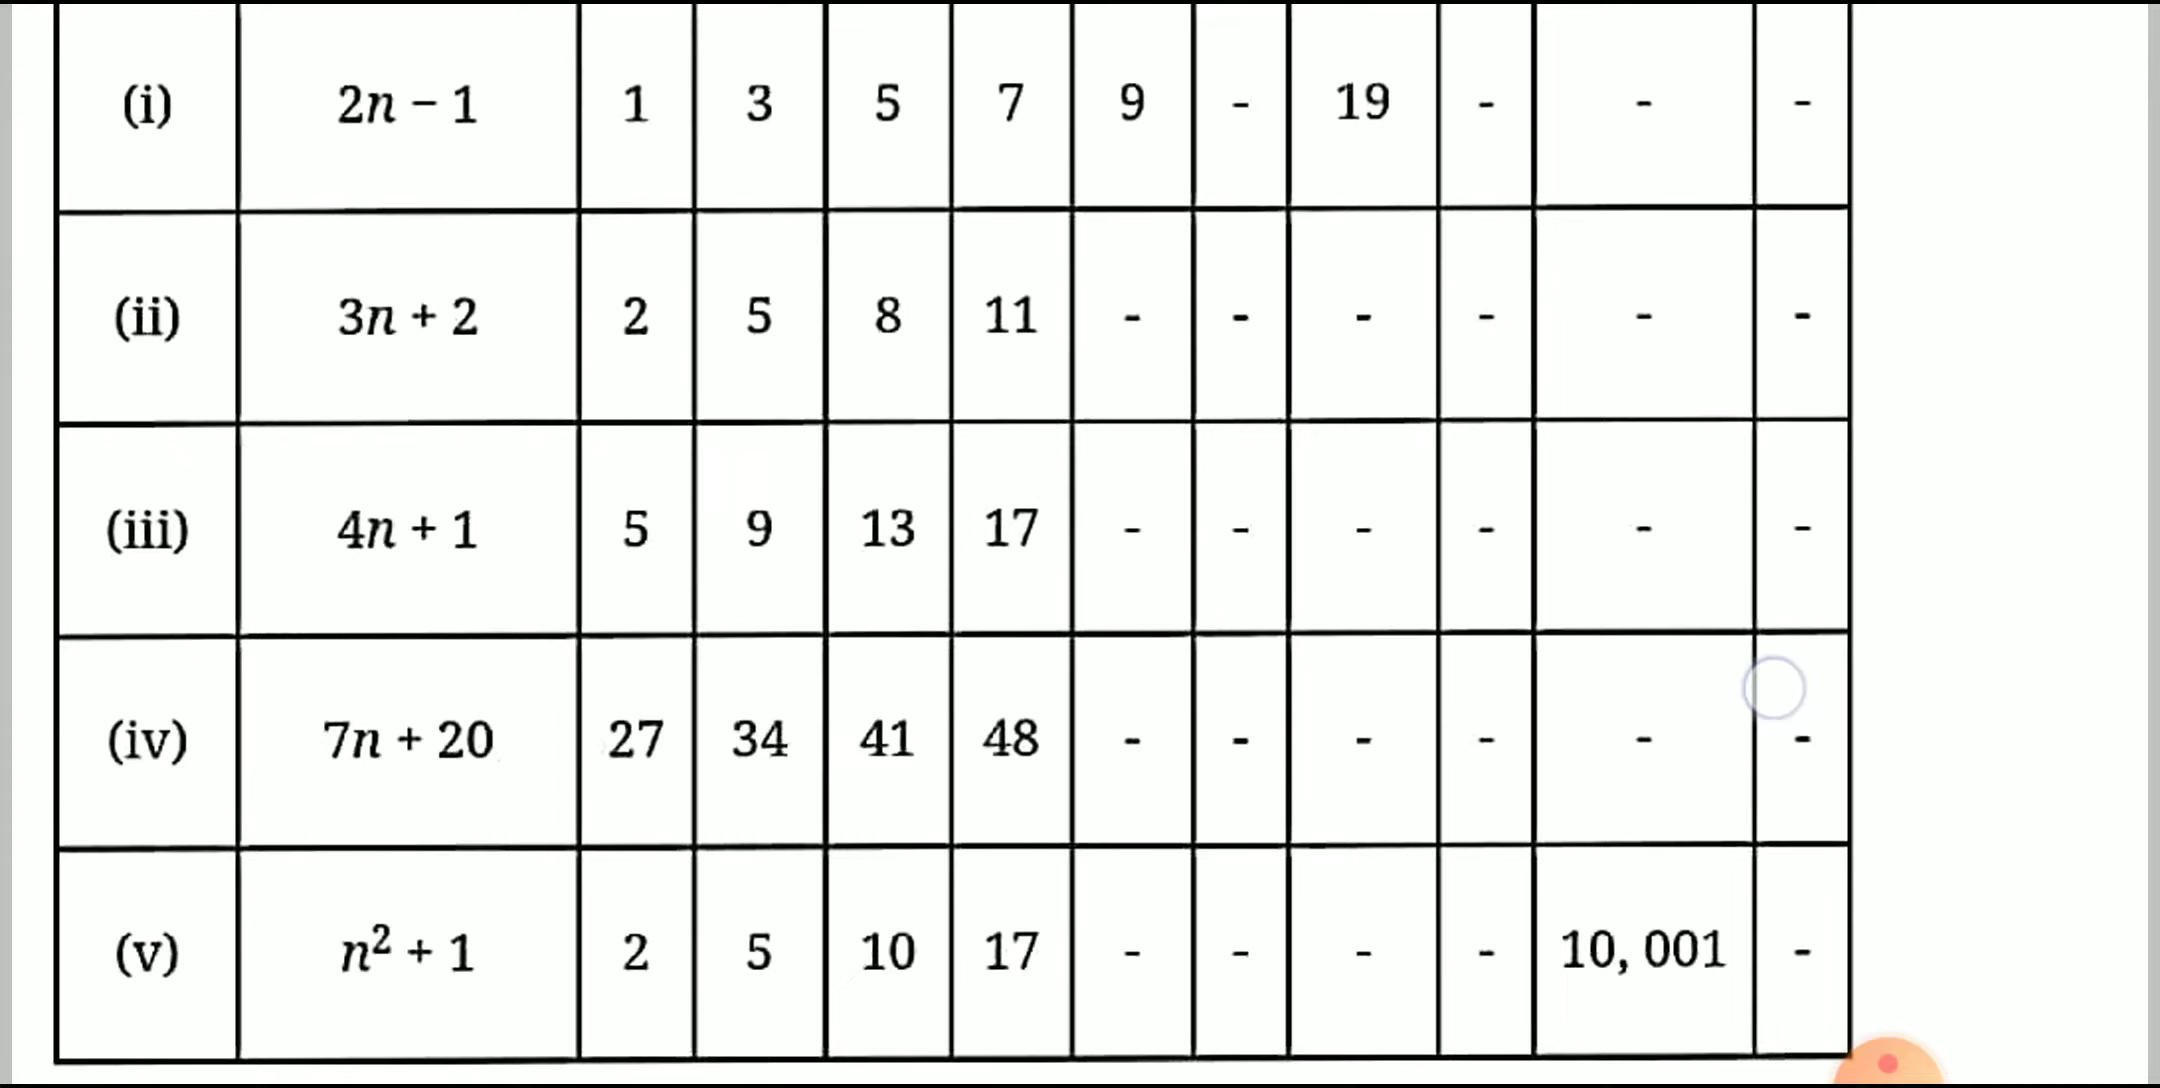 (i) 2n − 1 1 3 5 7 9 - 19 - - -
(ii) 3n + 2 2 5 8 11 - - - - - -
(iii) 4n + 1 5 9 13 17 - - - - - -
(iv) 7n + 20 27 34 41 48 - - - - - -
(v) n² + 1 2 5 10 17 - - - - 10, 001 -